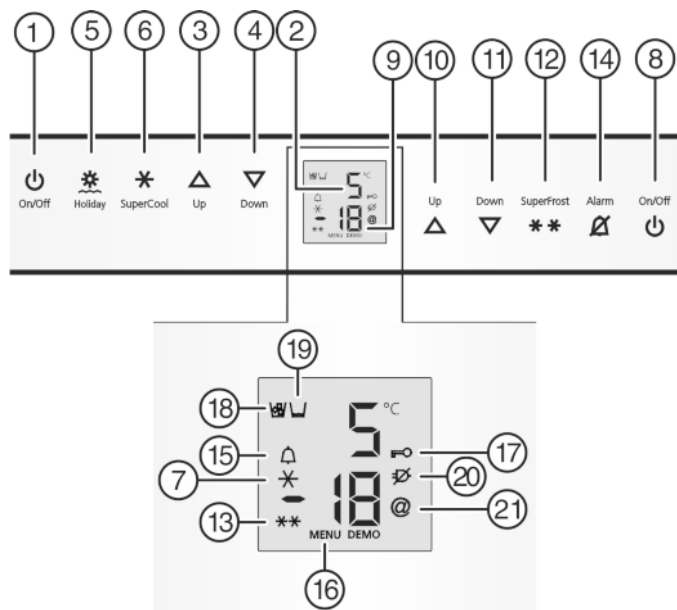 1 5 6 3 4 2 9 10 11 12 14 8
5 °C
Up Down SuperFrost Alarm On/Off
On/Off Holiday SuperCool Up Down
-18 @
MENU DEMO
19
18 5 °C
15 17
7 20
13 -18 @ 21
MENU DEMO
16